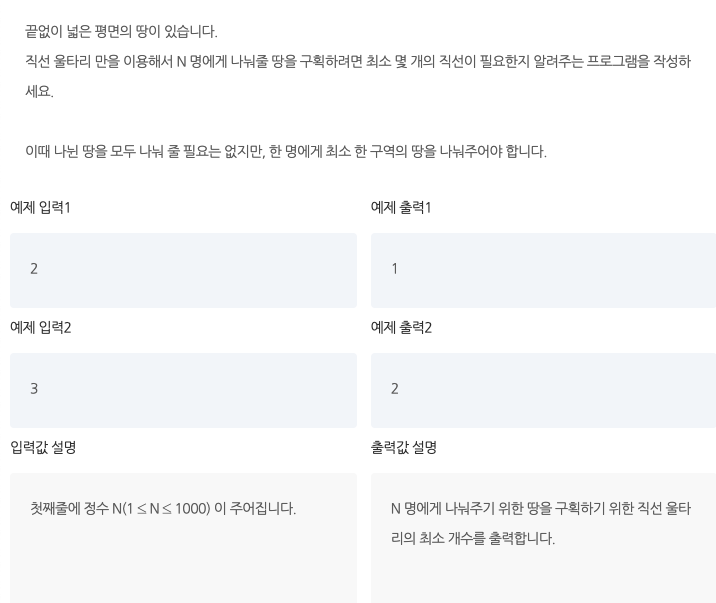 끝없이 넓은 평면의 땅이 있습니다.
직선 울타리 만을 이용해서 N 명에게 나눠줄 땅을 구획하려면 최소 몇 개의 직선이 필요한지 알려주는 프로그램을 작성하
세요.
이때 나뉜 땅을 모두 나눠 줄 필요는 없지만, 한 명에게 최소 한 구역의 땅을 나눠주어야 합니다.
예제 입력1
예제 출력1
2
1
예제 입력2
예제 출력2
3
2
입력값 설명
출력값 설명
첫째줄에 정수 N(1 ≤ N ≤ 1000) 이 주어집니다.
N 명에게 나눠주기 위한 땅을 구획하기 위한 직선 울타
리의 최소 개수를 출력합니다.